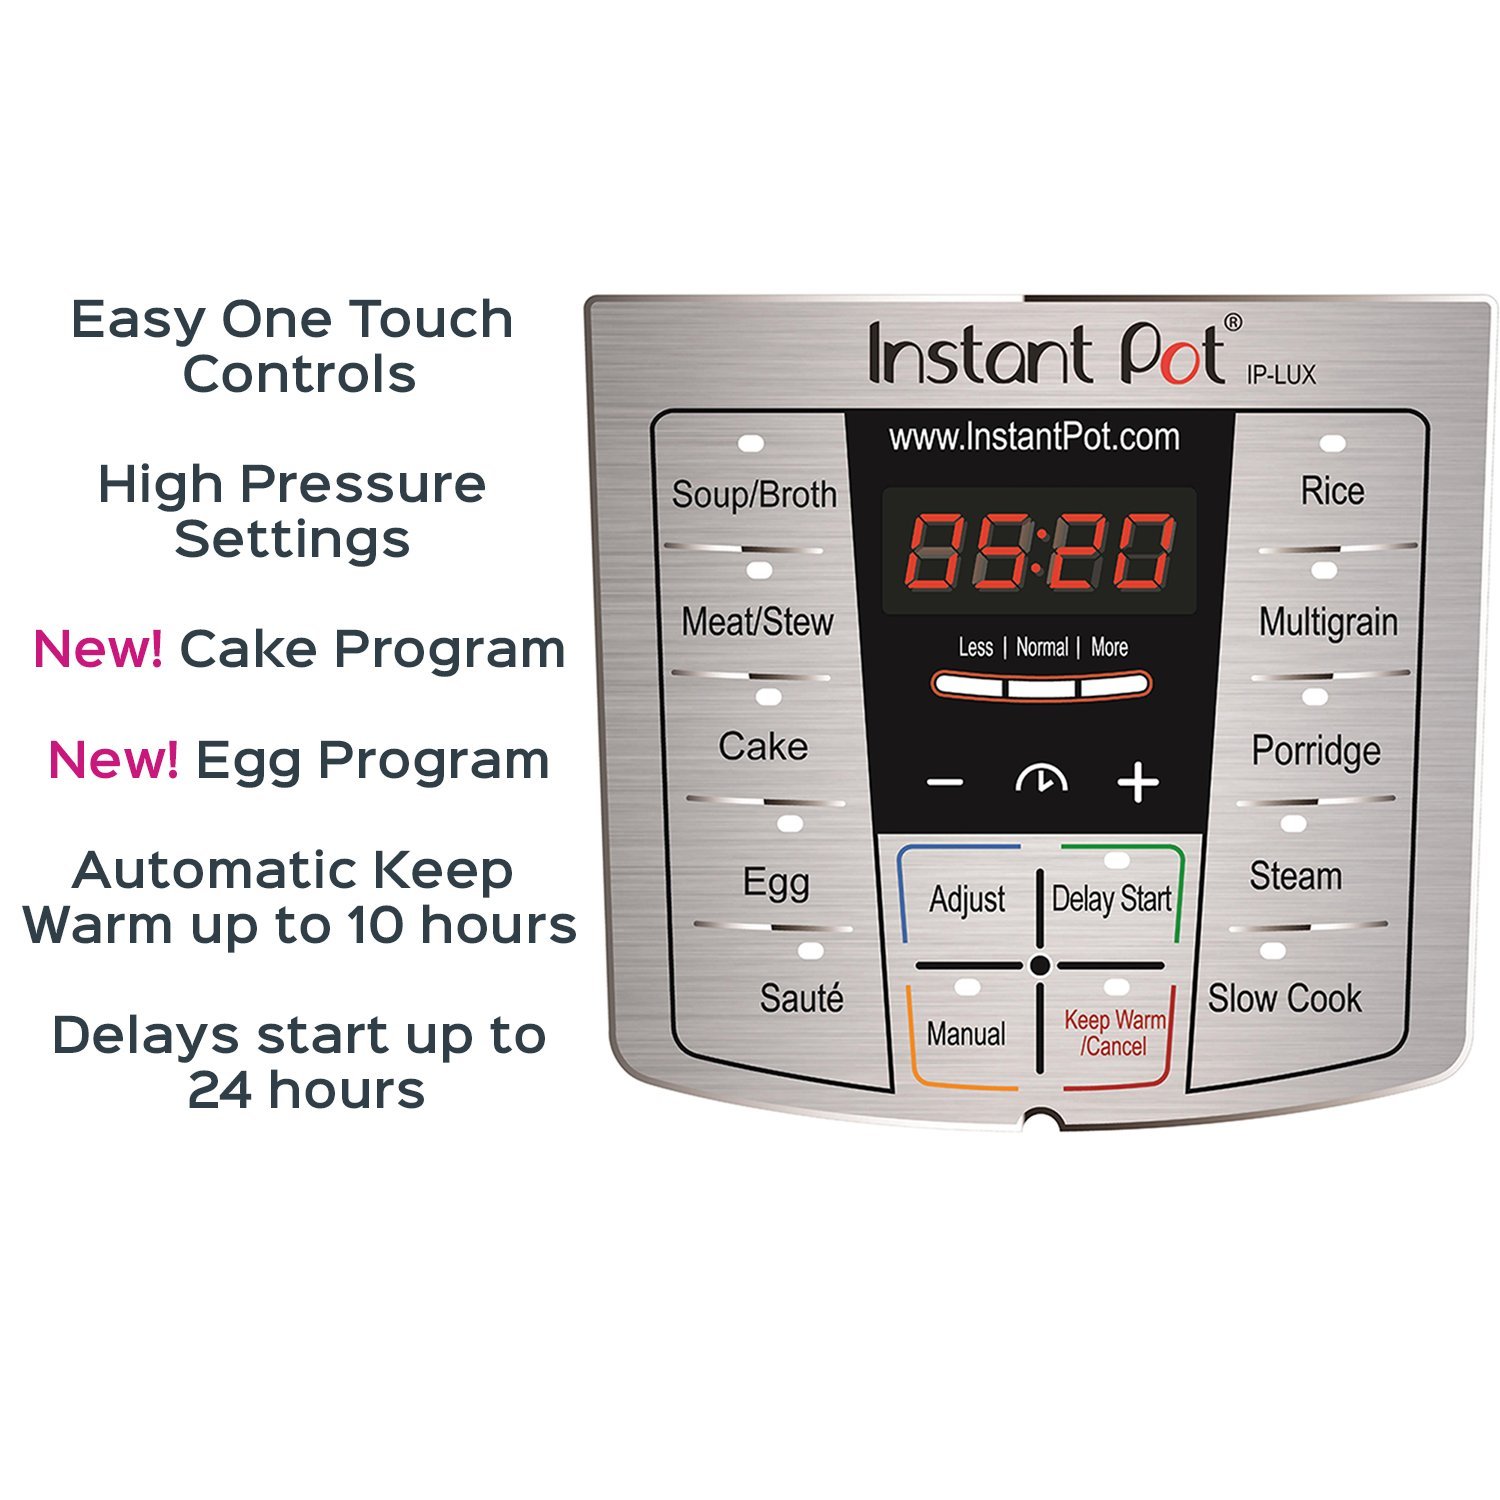 Easy One Touch
Controls
High Pressure
Settings
New! Cake Program
New! Egg Program
Automatic Keep
Warm up to 10 hours
Delays start up to
24 hours
Instant Pot® IP-LUX
www.InstantPot.com
05:20
Less | Normal | More
− +
Soup/Broth
Meat/Stew
Cake
Egg
Sauté
Adjust
Delay Start
Manual
Keep Warm
/Cancel
Rice
Multigrain
Porridge
Steam
Slow Cook